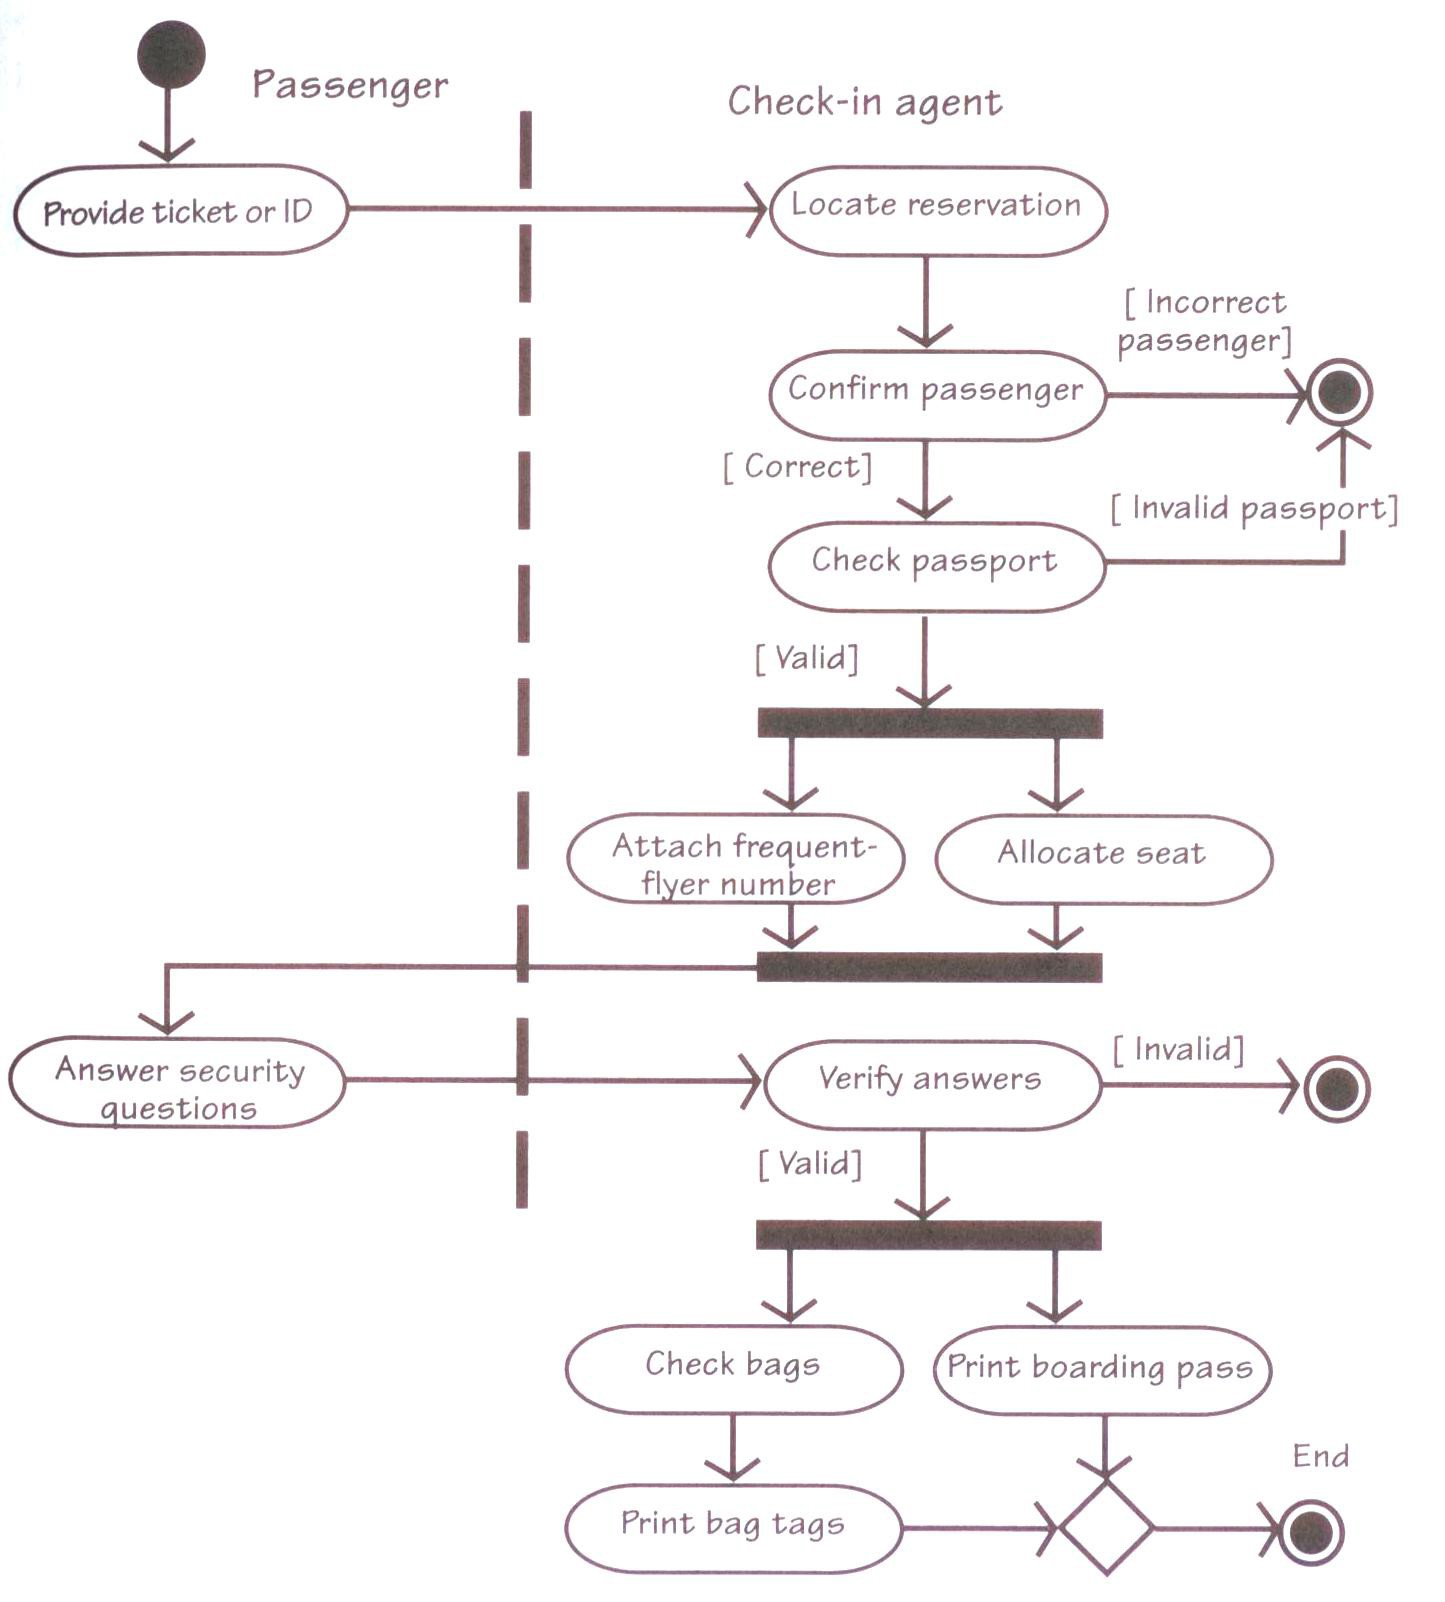 Passenger
Check-in agent
Provide ticket or ID
Locate reservation
[ Incorrect
passenger]
Confirm passenger
[ Correct]
[ Invalid passport]
Check passport
[ Valid]
Attach frequent-
flyer number
Allocate seat
Answer security
questions
Verify answers
[ Invalid]
[ Valid]
Check bags
Print boarding pass
End
Print bag tags